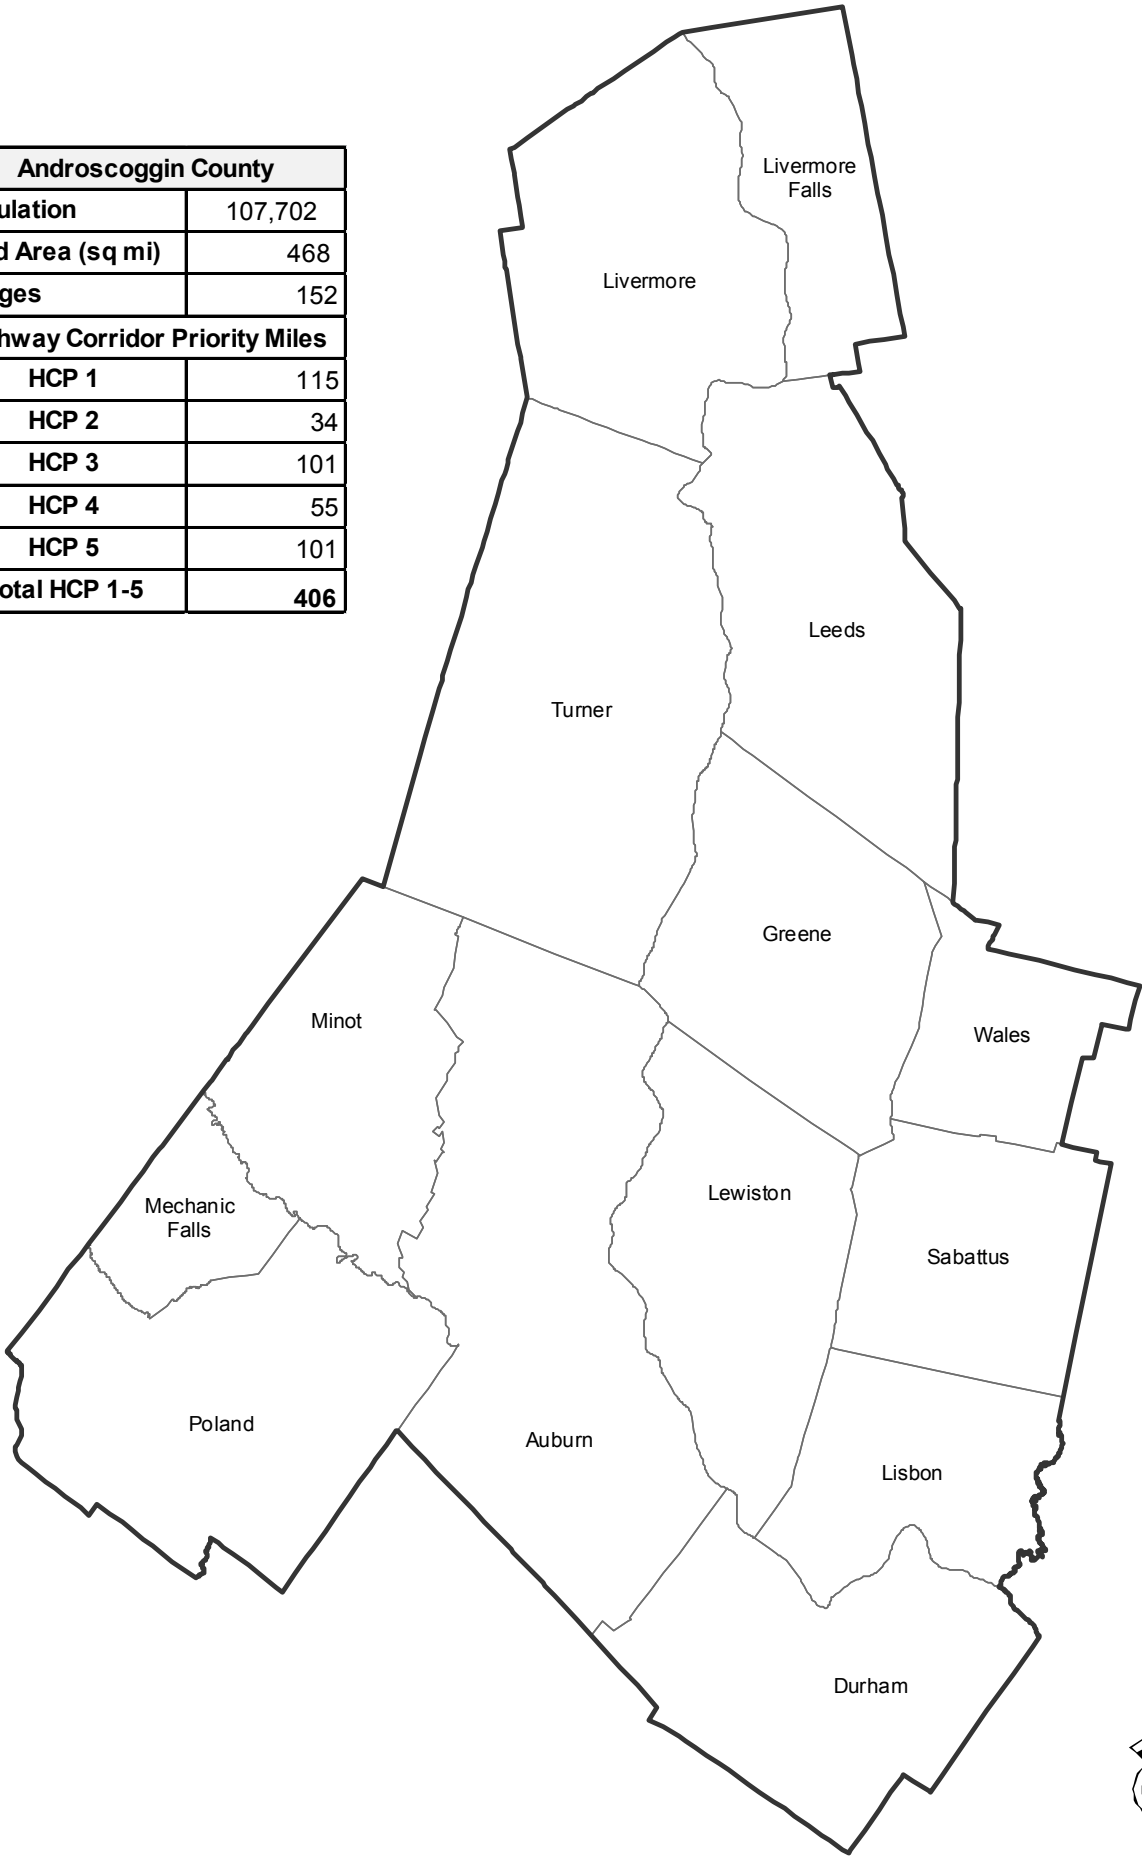 Androscoggin County
ulation 107,702
d Area (sq mi) 468
ges 152
hway Corridor Priority Miles
HCP 1 115
HCP 2 34
HCP 3 101
HCP 4 55
HCP 5 101
otal HCP 1-5 406
Livermore
Falls
Livermore
Leeds
Turner
Greene
Minot
Wales
Lewiston
Mechanic
Falls
Sabattus
Poland
Auburn
Lisbon
Durham